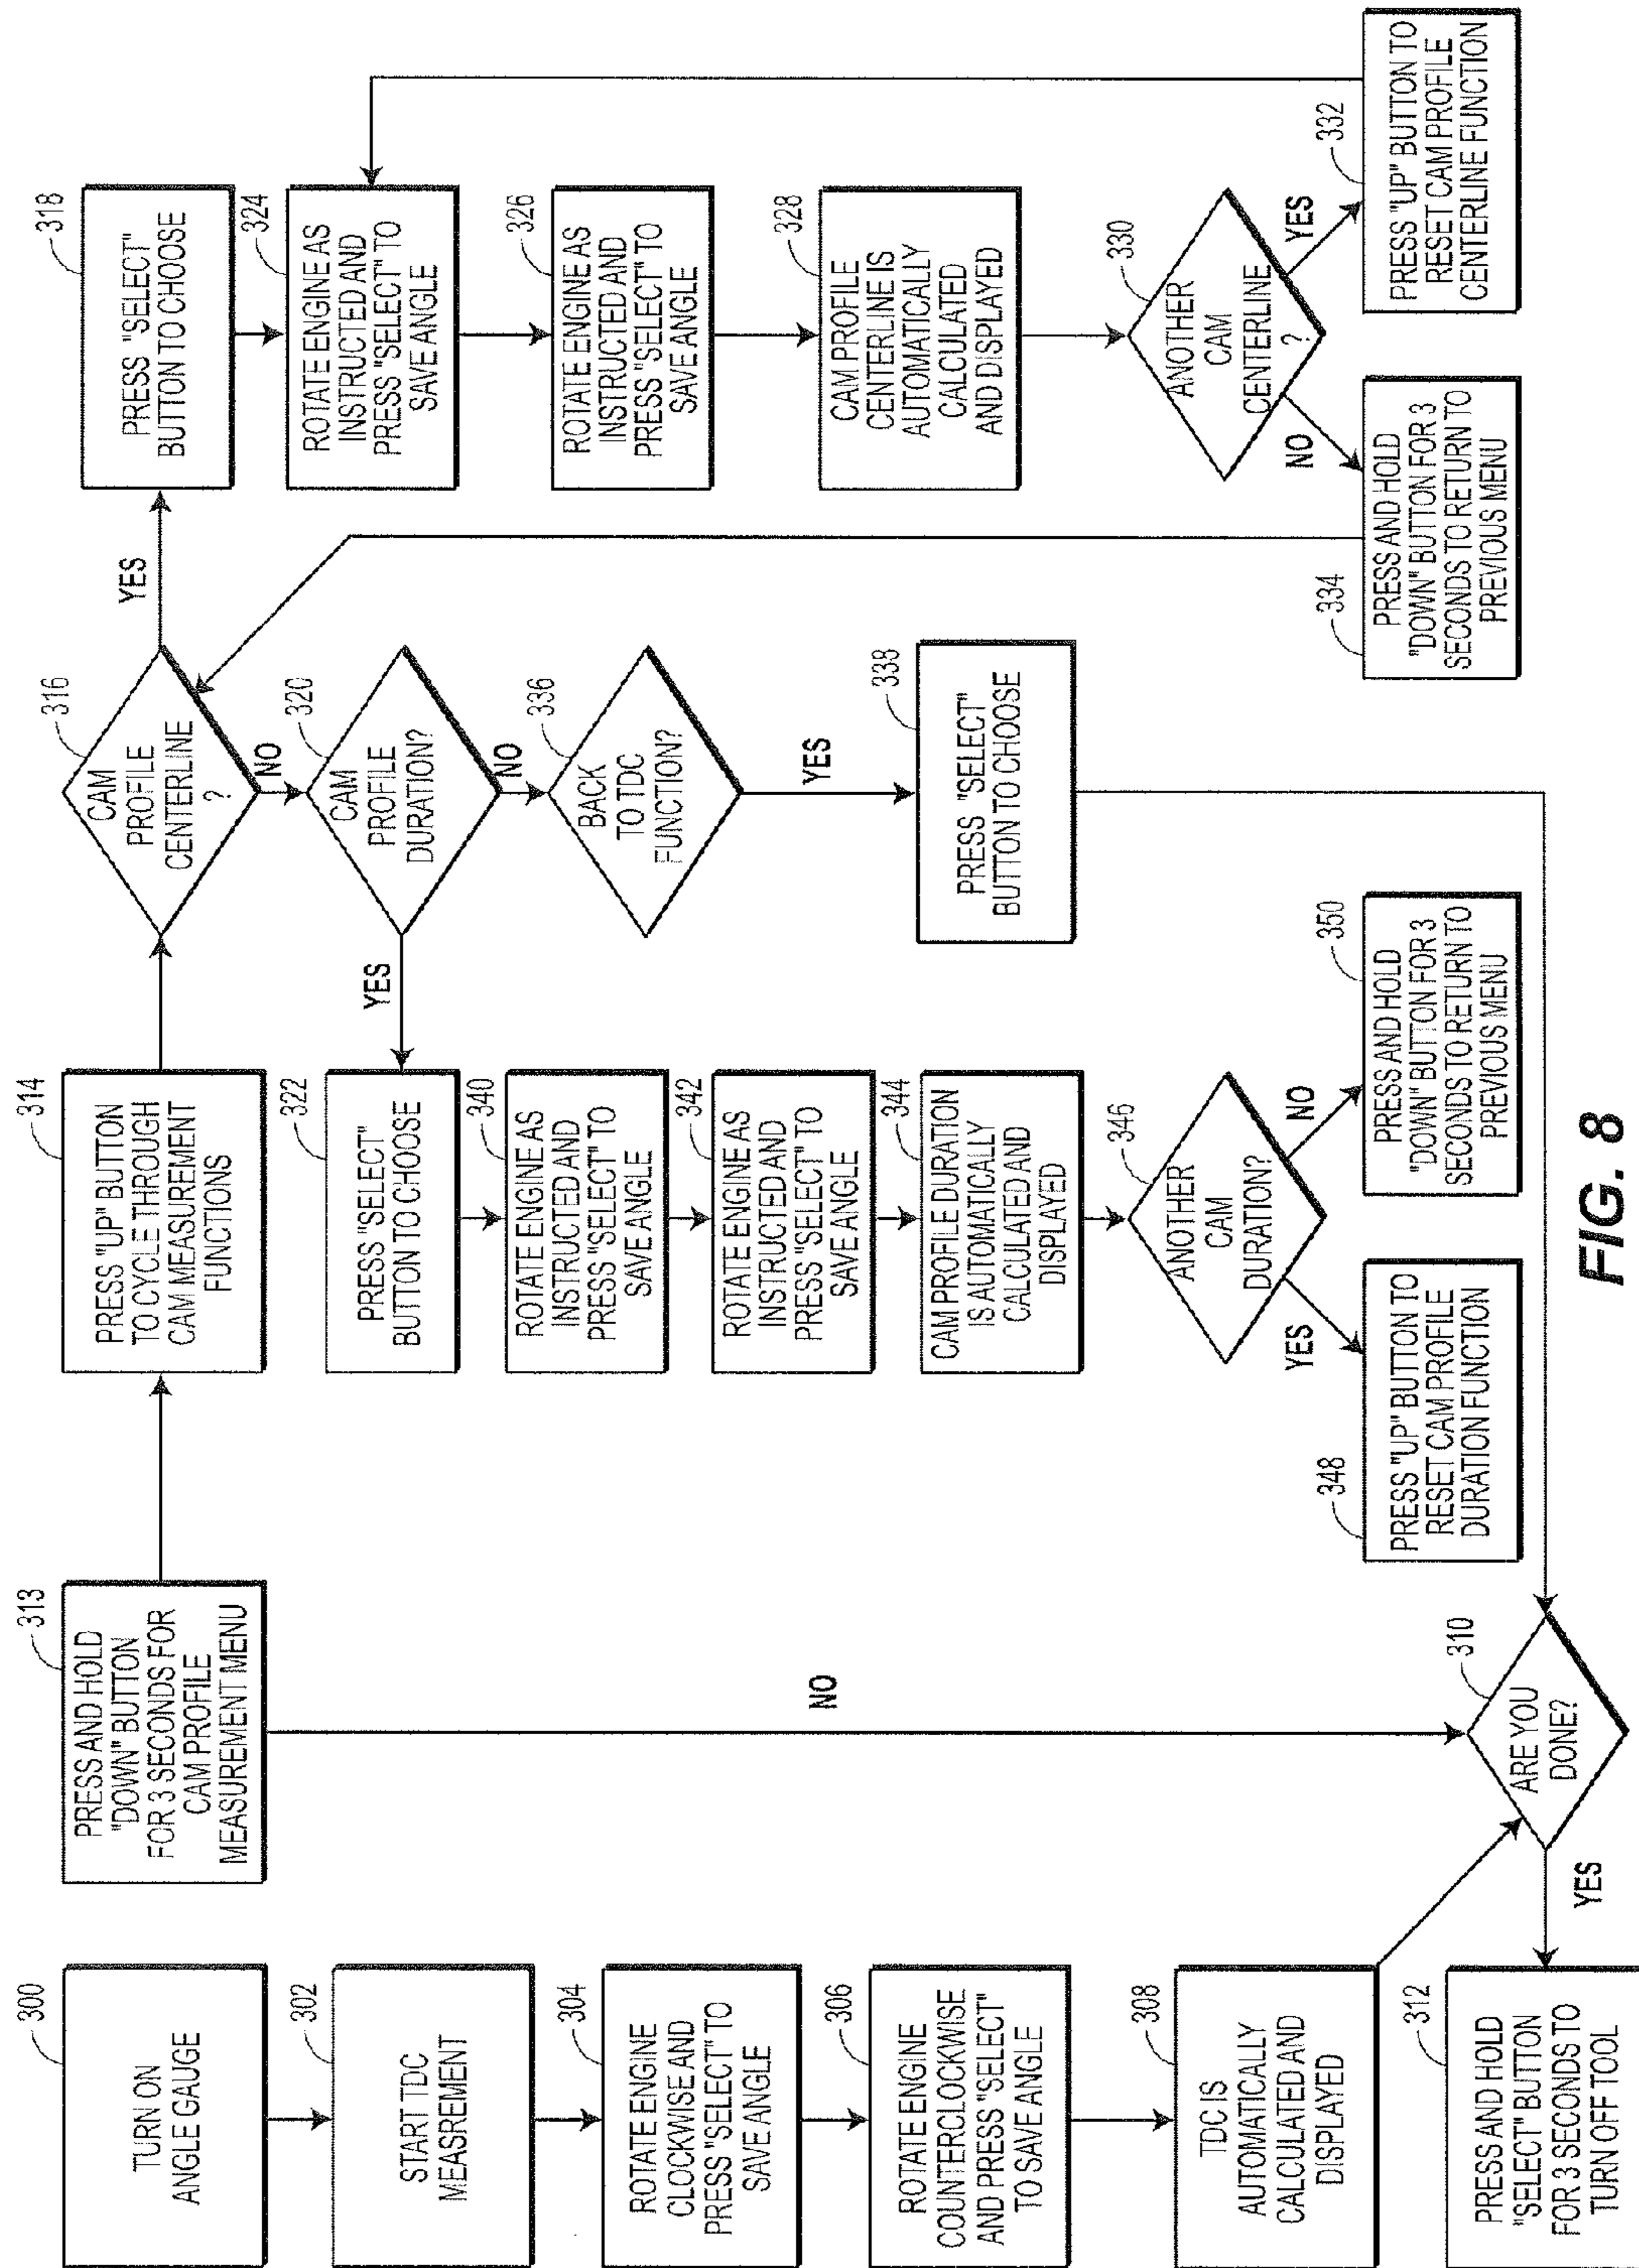 300
TURN ON
ANGLE GAUGE
302
START TDC
MEASREMENT
304
ROTATE ENGINE
CLOCKWISE AND
PRESS "SELECT" TO
SAVE ANGLE
306
ROTATE ENGINE
COUNTERCLOCKWISE
AND PRESS "SELECT"
TO SAVE ANGLE
308
TDC IS
AUTOMATICALLY
CALCULATED AND
DISPLAYED
310
ARE YOU
DONE?
YES
312
PRESS AND HOLD
"SELECT" BUTTON
FOR 3 SECONDS TO
TURN OFF TOOL
NO
313
PRESS AND HOLD
"DOWN" BUTTON
FOR 3 SECONDS FOR
CAM PROFILE
MEASUREMENT MENU
314
PRESS "UP" BUTTON
TO CYCLE THROUGH
CAM MEASUREMENT
FUNCTIONS
316
CAM
PROFILE
CENTERLINE
?
YES
NO
318
PRESS "SELECT"
BUTTON TO CHOOSE
320
CAM
PROFILE
DURATION?
YES
NO
322
PRESS "SELECT"
BUTTON TO CHOOSE
324
ROTATE ENGINE AS
INSTRUCTED AND
PRESS "SELECT" TO
SAVE ANGLE
326
ROTATE ENGINE AS
INSTRUCTED AND
PRESS "SELECT" TO
SAVE ANGLE
328
CAM PROFILE
CENTERLINE IS
AUTOMATICALLY
CALCULATED
AND DISPLAYED
330
ANOTHER
CAM
CENTERLINE
?
YES
NO
332
PRESS "UP" BUTTON TO
RESET CAM PROFILE
CENTERLINE FUNCTION
334
PRESS AND HOLD
"DOWN" BUTTON FOR 3
SECONDS TO RETURN TO
PREVIOUS MENU
336
BACK
TO TDC
FUNCTION?
YES
338
PRESS "SELECT"
BUTTON TO CHOOSE
340
ROTATE ENGINE AS
INSTRUCTED AND
PRESS "SELECT" TO
SAVE ANGLE
342
ROTATE ENGINE AS
INSTRUCTED AND
PRESS "SELECT" TO
SAVE ANGLE
344
CAM PROFILE DURATION
IS AUTOMATICALLY
CALCULATED AND
DISPLAYED
346
ANOTHER
CAM
DURATION?
YES
NO
348
PRESS "UP" BUTTON TO
RESET CAM PROFILE
DURATION FUNCTION
350
PRESS AND HOLD
"DOWN" BUTTON FOR 3
SECONDS TO RETURN TO
PREVIOUS MENU
FIG. 8